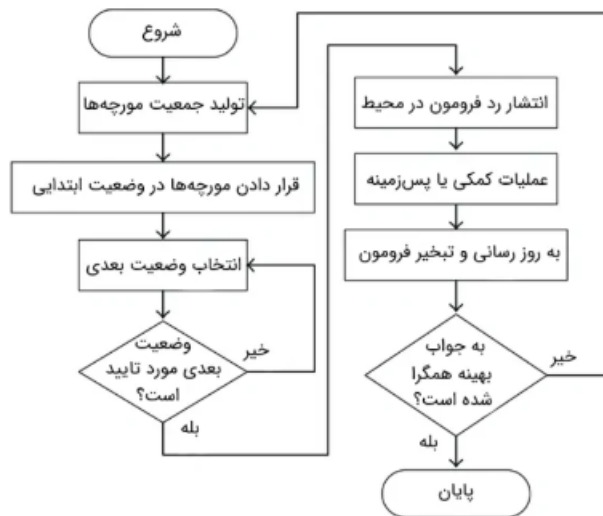 شروع
تولید جمعیت مورچه‌ها
قرار دادن مورچه‌ها در وضعیت ابتدایی
انتخاب وضعیت بعدی
وضعیت
بعدی مورد تایید
است؟
خیر
بله
انتشار رد فرومون در محیط
عملیات کمکی یا پس‌زمینه
به روز رسانی و تبخیر فرومون
به جواب
بهینه همگرا
شده است؟
خیر
بله
پایان